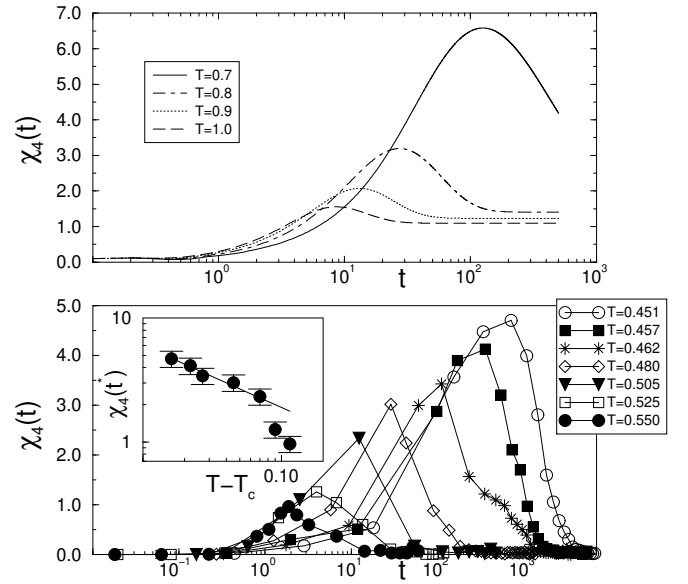 7.0
6.0
5.0
4.0
3.0
2.0
1.0
0.0
χ4(t)
T=0.7
T=0.8
T=0.9
T=1.0
10^0
10^1
10^2
10^3
t
5.0
4.0
3.0
2.0
1.0
0.0
χ4(t)
10
1
χ4(t*)
T−Tc
0.10
T=0.451
T=0.457
T=0.462
T=0.480
T=0.505
T=0.525
T=0.550
10^−1
10^0
10^1
10^2
10^3
t